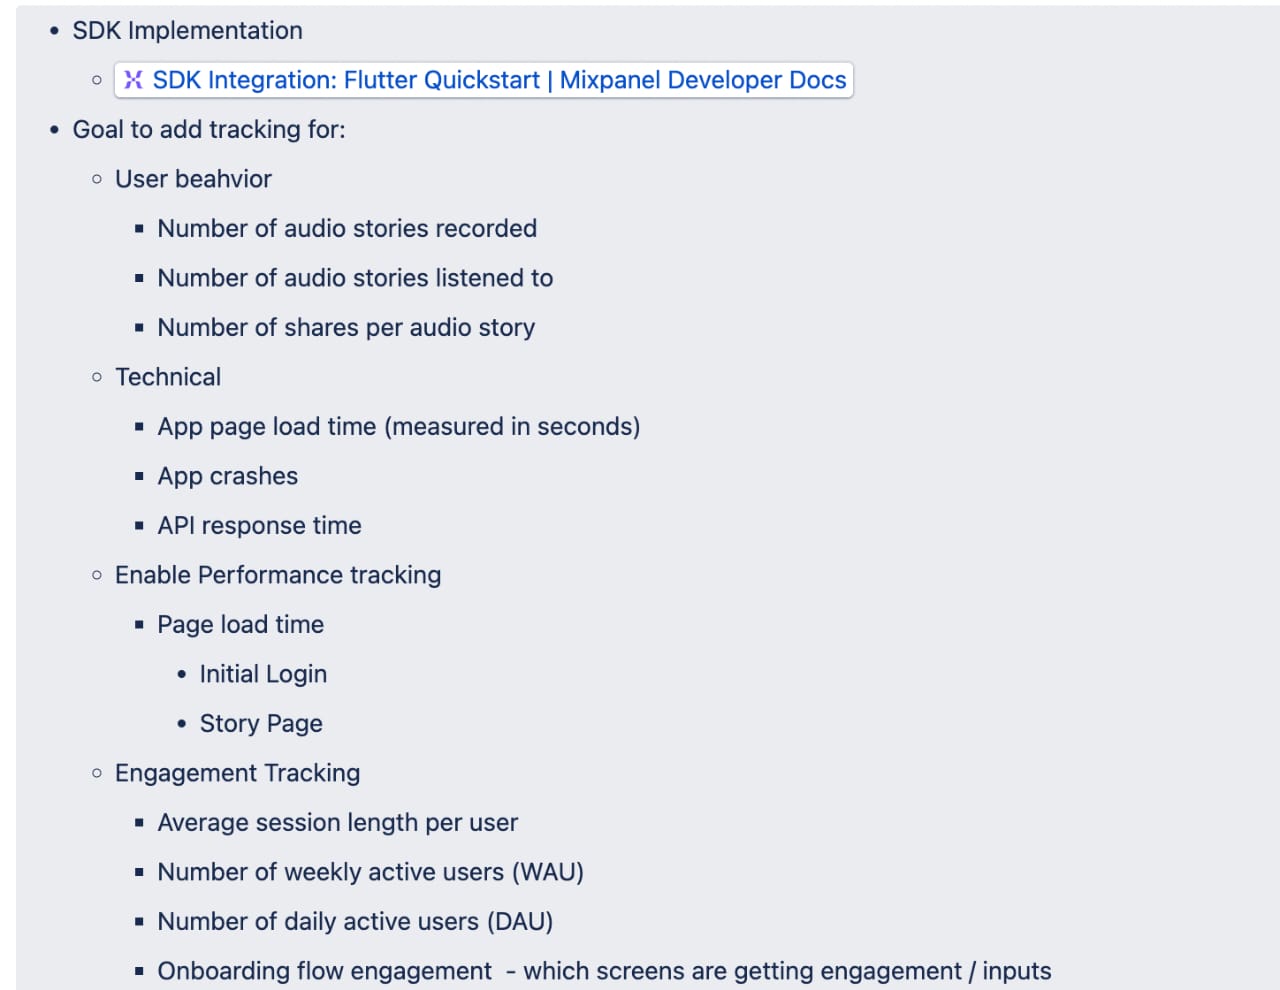 SDK Implementation
SDK Integration: Flutter Quickstart | Mixpanel Developer Docs
Goal to add tracking for:
User beahvior
Number of audio stories recorded
Number of audio stories listened to
Number of shares per audio story
Technical
App page load time (measured in seconds)
App crashes
API response time
Enable Performance tracking
Page load time
Initial Login
Story Page
Engagement Tracking
Average session length per user
Number of weekly active users (WAU)
Number of daily active users (DAU)
Onboarding flow engagement - which screens are getting engagement / inputs